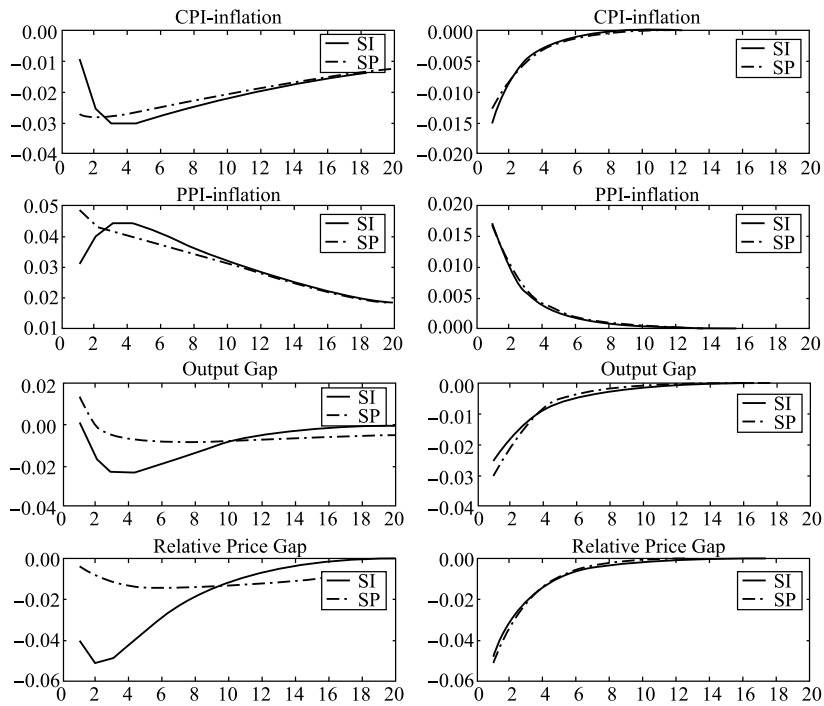 CPI-inflation
0.00
−0.01
−0.02
−0.03
−0.04
SI
SP
0 2 4 6 8 10 12 14 16 18 20
CPI-inflation
0.000
−0.005
−0.010
−0.015
−0.020
SI
SP
0 2 4 6 8 10 12 14 16 18 20
PPI-inflation
0.05
0.04
0.03
0.02
0.01
SI
SP
0 2 4 6 8 10 12 14 16 18 20
PPI-inflation
0.020
0.015
0.010
0.005
0.000
SI
SP
0 2 4 6 8 10 12 14 16 18 20
Output Gap
0.02
0.00
−0.02
−0.04
SI
SP
0 2 4 6 8 10 12 14 16 18 20
Output Gap
0.00
−0.01
−0.02
−0.03
−0.04
SI
SP
0 2 4 6 8 10 12 14 16 18 20
Relative Price Gap
0.00
−0.02
−0.04
−0.06
SI
SP
0 2 4 6 8 10 12 14 16 18 20
Relative Price Gap
0.00
−0.02
−0.04
−0.06
SI
SP
0 2 4 6 8 10 12 14 16 18 20